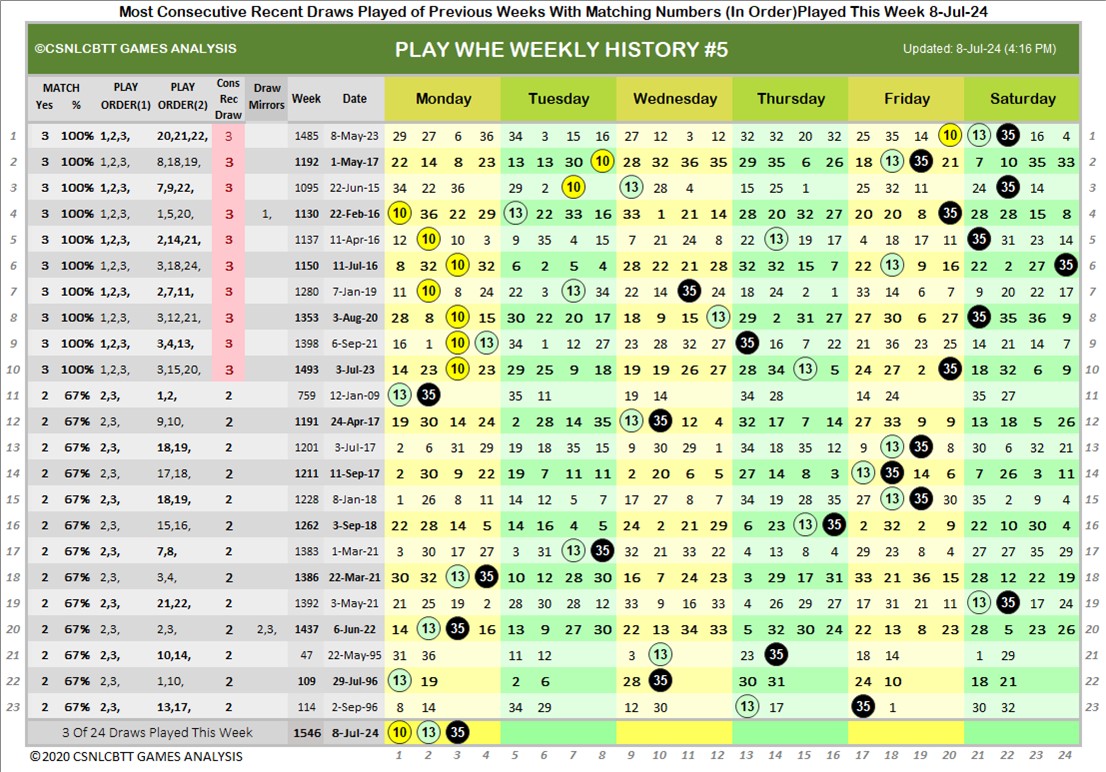 Most Consecutive Recent Draws Played of Previous Weeks With Matching Numbers (In Order)Played This Week 8-Jul-24
©CSNLCBTT GAMES ANALYSIS PLAY WHE WEEKLY HISTORY #5 Updated: 8-Jul-24 (4:16 PM)
MATCH Yes % PLAY ORDER(1) PLAY ORDER(2) Cons Rec Draw Draw Mirrors Week Date Monday Tuesday Wednesday Thursday Friday Saturday
1 3 100% 1,2,3, 20,21,22, 3 1485 8-May-23 29 27 6 36 34 3 15 16 27 12 3 12 32 32 20 32 25 35 14 10 13 35 16 4 1
2 3 100% 1,2,3, 8,18,19, 3 1192 1-May-17 22 14 8 23 13 13 30 10 28 32 36 35 29 35 6 26 18 13 35 21 7 10 35 33 2
3 3 100% 1,2,3, 7,9,22, 3 1095 22-Jun-15 34 22 36 29 2 10 13 28 4 15 25 1 25 32 11 24 35 14 3
4 3 100% 1,2,3, 1,5,20, 3 1, 1130 22-Feb-16 10 36 22 29 13 22 33 16 33 1 21 14 28 20 32 27 20 20 8 35 28 28 15 8 4
5 3 100% 1,2,3, 2,14,21, 3 1137 11-Apr-16 12 10 10 3 9 35 4 15 7 21 24 8 22 13 19 17 4 18 17 11 35 31 23 14 5
6 3 100% 1,2,3, 3,18,24, 3 1150 11-Jul-16 8 32 10 32 6 2 5 4 28 22 21 28 32 32 15 7 22 13 9 16 22 2 27 35 6
7 3 100% 1,2,3, 2,7,11, 3 1280 7-Jan-19 11 10 8 24 22 3 13 34 22 14 35 12 18 24 2 1 33 14 6 7 9 20 22 17 7
8 3 100% 1,2,3, 3,12,21, 3 1353 3-Aug-20 28 8 10 15 30 22 20 17 18 9 15 13 29 2 31 27 27 30 6 27 35 35 36 9 8
9 3 100% 1,2,3, 3,4,13, 3 1398 6-Sep-21 16 1 10 13 34 1 12 27 23 28 32 27 35 16 7 22 21 36 23 25 14 21 14 7 9
10 3 100% 1,2,3, 3,15,20, 3 1493 3-Jul-23 14 23 10 23 29 25 9 18 19 19 26 27 28 34 13 5 24 27 2 35 18 32 6 9 10
11 2 67% 2,3, 1,2, 2 759 12-Jan-09 13 35 35 11 19 14 34 28 14 24 35 27 11
12 2 67% 2,3, 9,10, 2 1191 24-Apr-17 19 30 14 24 2 28 14 35 13 35 12 4 32 17 7 14 27 33 9 9 13 18 5 26 12
13 2 67% 2,3, 18,19, 2 1201 3-Jul-17 2 6 31 29 19 18 35 15 9 30 29 1 34 18 35 12 9 13 35 8 30 6 32 21 13
14 2 67% 2,3, 17,18, 2 1211 11-Sep-17 2 30 9 22 19 7 11 11 2 20 6 5 27 14 8 3 13 35 14 6 7 26 3 11 14
15 2 67% 2,3, 18,19, 2 1228 8-Jan-18 1 26 8 11 14 12 5 7 17 27 8 7 34 19 28 35 27 13 35 30 35 2 9 4 15
16 2 67% 2,3, 15,16, 2 1262 3-Sep-18 22 28 14 5 14 16 4 5 24 2 21 29 6 23 13 35 2 32 2 9 22 10 30 4 16
17 2 67% 2,3, 7,8, 2 1383 1-Mar-21 3 30 17 27 3 31 13 35 32 21 33 22 4 13 8 4 29 23 8 4 27 27 35 29 17
18 2 67% 2,3, 3,4, 2 1386 22-Mar-21 30 32 13 35 10 12 28 30 16 7 24 23 3 29 17 31 33 21 36 15 28 12 22 19 18
19 2 67% 2,3, 21,22, 2 1392 3-May-21 21 25 19 2 28 30 28 12 33 9 16 33 4 26 29 27 17 31 21 11 13 35 17 24 19
20 2 67% 2,3, 2,3, 2 2,3, 1437 6-Jun-22 14 13 35 16 13 9 27 30 22 13 34 33 5 32 30 24 22 13 8 23 28 5 23 26 20
21 2 67% 2,3, 10,14, 2 47 22-May-95 31 36 11 12 3 13 23 35 18 14 1 29 21
22 2 67% 2,3, 1,10, 2 109 29-Jul-96 13 19 2 6 28 35 30 31 24 10 18 21 22
23 2 67% 2,3, 13,17, 2 114 2-Sep-96 8 14 34 29 12 30 13 17 35 1 30 32 23
3 Of 24 Draws Played This Week 1546 8-Jul-24 10 13 35
©2020 CSNLCBTT GAMES ANALYSIS 1 2 3 4 5 6 7 8 9 10 11 12 13 14 15 16 17 18 19 20 21 22 23 24